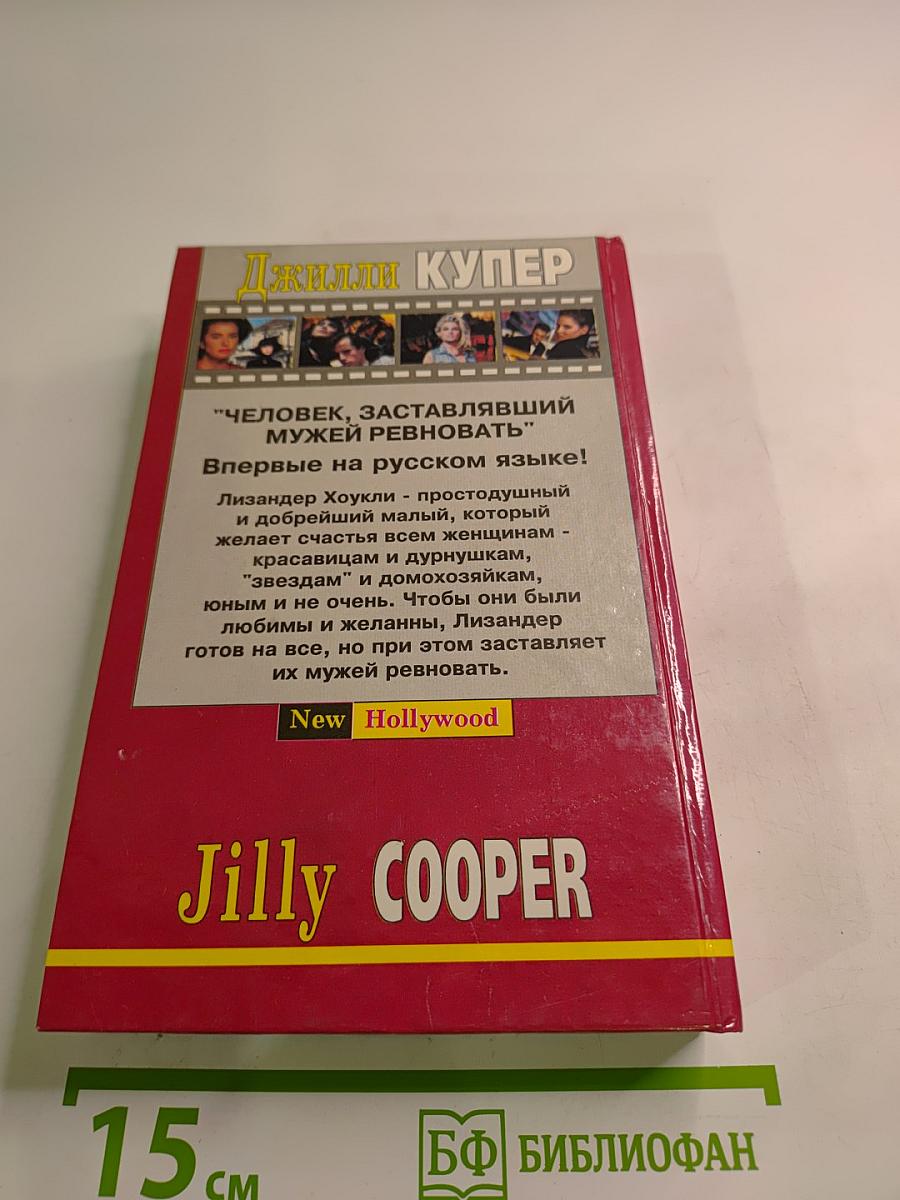 Джилли КУПЕР
"ЧЕЛОВЕК, ЗАСТАВЛЯВШИЙ
МУЖЕЙ РЕВНОВАТЬ"
Впервые на русском языке!
Лизандер Хоукли - простодушный
и добрейший малый, который
желает счастья всем женщинам -
красавицам и дурнушкам,
"звездам" и домохозяйкам,
юным и не очень. Чтобы они были
любимы и желанны, Лизандер
готов на все, но при этом заставляет
их мужей ревновать.
New Hollywood
Jilly COOPER
15 см
БФ БИБЛИОФАН